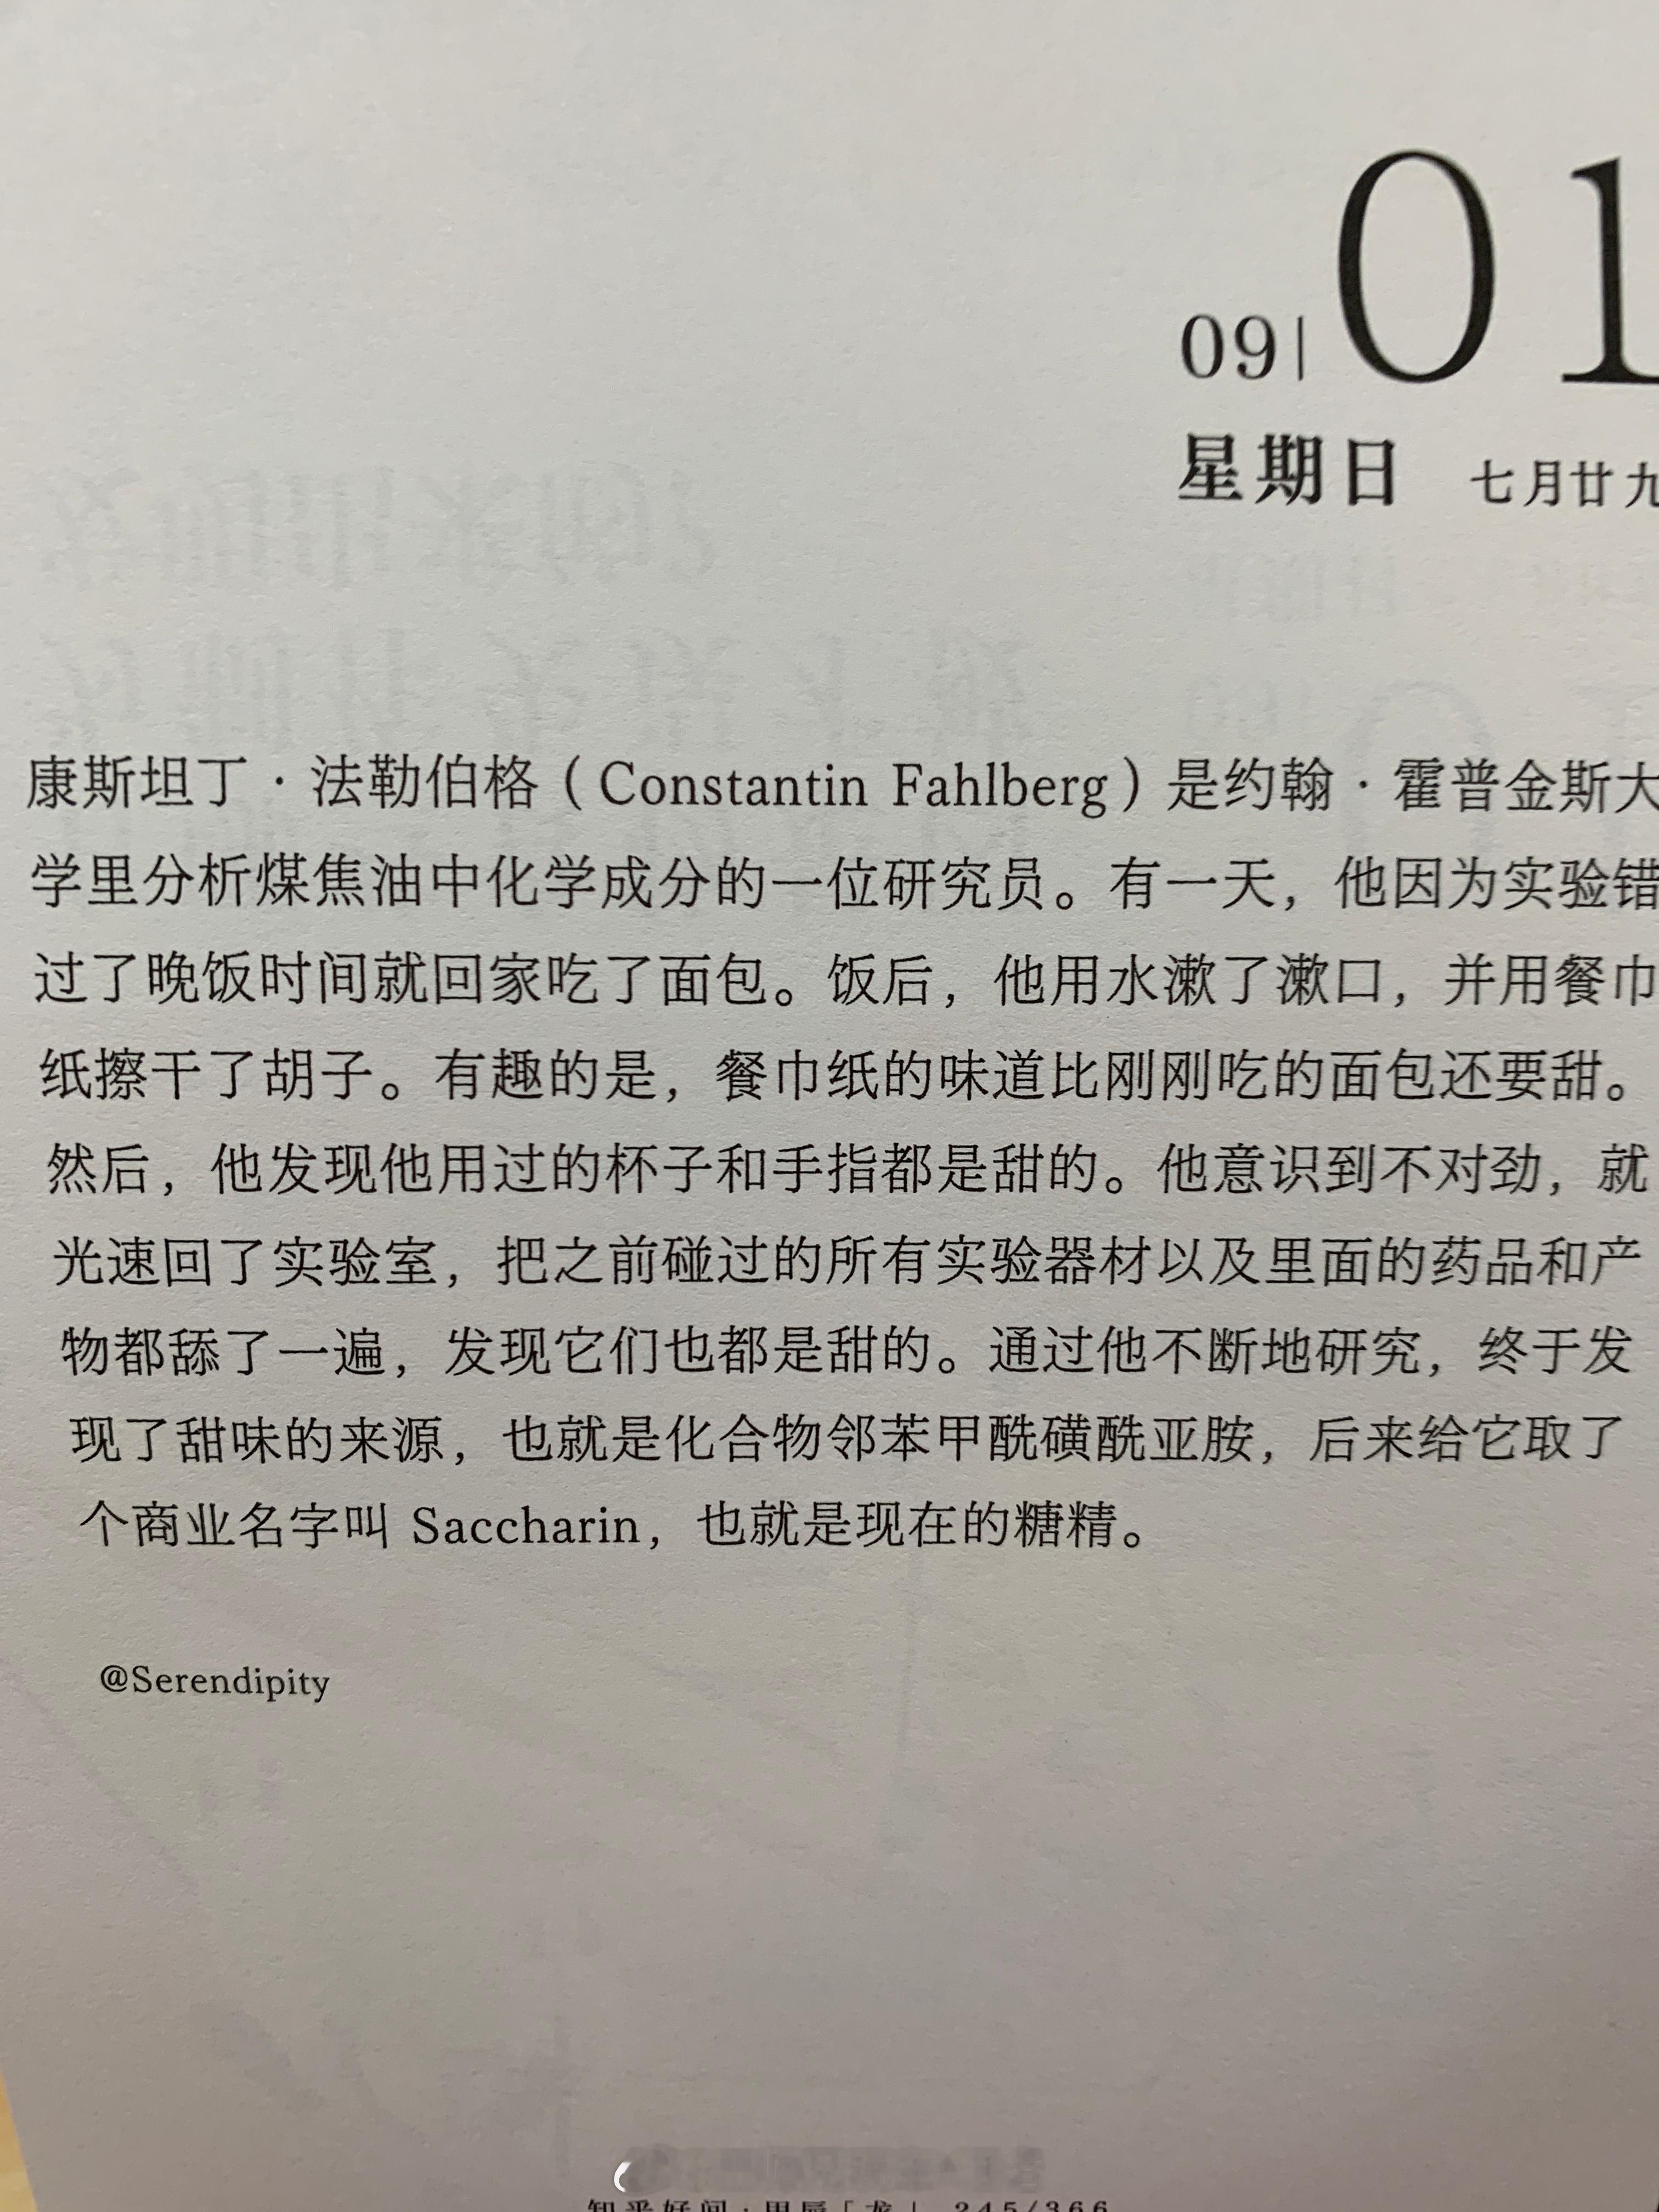 09| 01
星期日 七月廿九
康斯坦丁·法勒伯格（Constantin Fahlberg）是约翰·霍普金斯大
学里分析煤焦油中化学成分的一位研究员。有一天，他因为实验错
过了晚饭时间就回家吃了面包。饭后，他用水漱了漱口，并用餐巾
纸擦干了胡子。有趣的是，餐巾纸的味道比刚刚吃的面包还要甜。
然后，他发现他用过的杯子和手指都是甜的。他意识到不对劲，就
光速回了实验室，把之前碰过的所有实验器材以及里面的药品和产
物都舔了一遍，发现它们也都是甜的。通过他不断地研究，终于发
现了甜味的来源，也就是化合物邻苯甲酰磺酰亚胺，后来给它取了
个商业名字叫 Saccharin，也就是现在的糖精。
@Serendipity
245/366